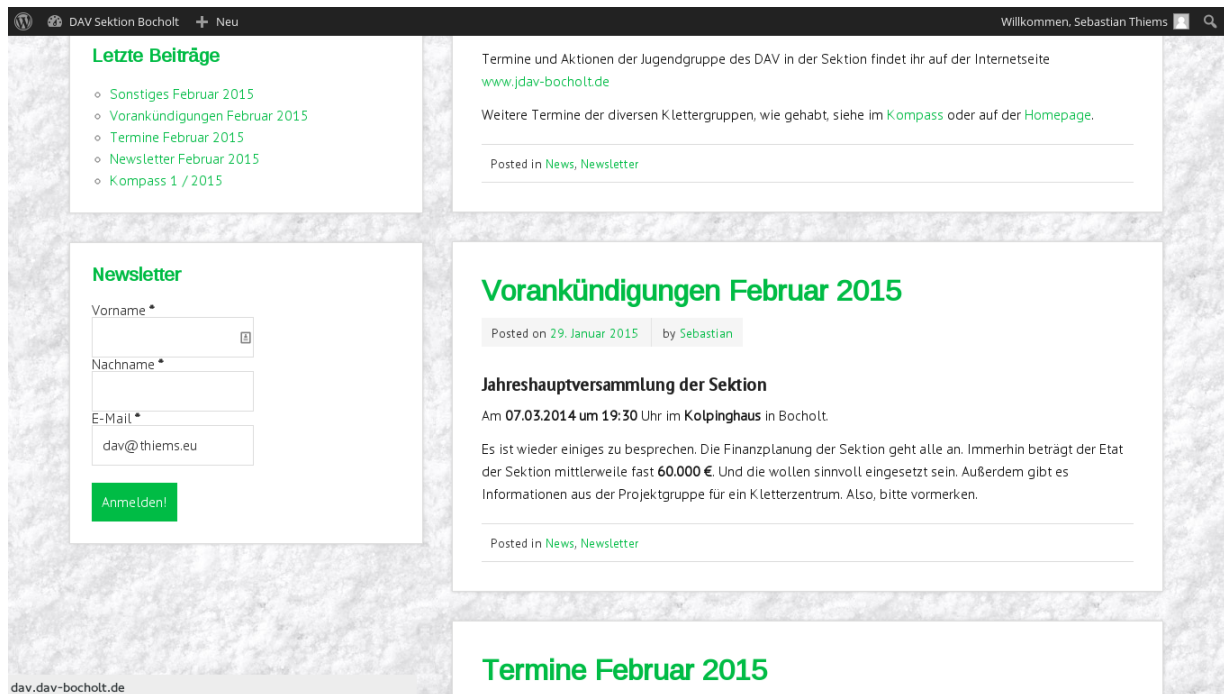 DAV Sektion Bocholt + Neu Willkommen, Sebastian Thiems
Letzte Beiträge
Sonstiges Februar 2015
Vorankündigungen Februar 2015
Termine Februar 2015
Newsletter Februar 2015
Kompass 1 / 2015
Newsletter
Vorname *
Nachname *
E-Mail *
dav@thiems.eu
Anmelden!
Termine und Aktionen der Jugendgruppe des DAV in der Sektion findet ihr auf der Internetseite
www.jdav-bocholt.de
Weitere Termine der diversen Klettergruppen, wie gehabt, siehe im Kompass oder auf der Homepage.
Posted in News, Newsletter
Vorankündigungen Februar 2015
Posted on 29. Januar 2015 by Sebastian
Jahreshauptversammlung der Sektion
Am 07.03.2014 um 19:30 Uhr im Kolpinghaus in Bocholt.
Es ist wieder einiges zu besprechen. Die Finanzplanung der Sektion geht alle an. Immerhin beträgt der Etat
der Sektion mittlerweile fast 60.000 €. Und die wollen sinnvoll eingesetzt sein. Außerdem gibt es
Informationen aus der Projektgruppe für ein Kletterzentrum. Also, bitte vormerken.
Posted in News, Newsletter
Termine Februar 2015
dav.dav-bocholt.de